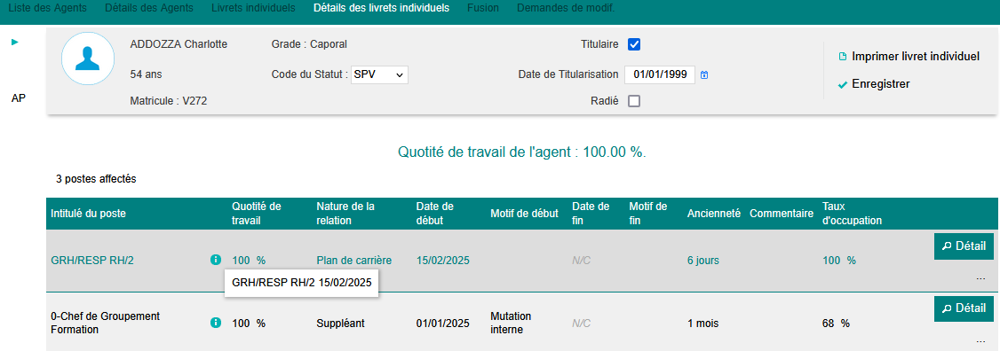 Liste des Agents Détails des Agents Livrets individuels Détails des livrets individuels Fusion Demandes de modif.
ADDOZZA Charlotte Grade : Caporal Titulaire
Imprimer livret individuel
54 ans Code du Statut : SPV Date de Titularisation 01/01/1999
Enregistrer
AP
Matricule : V272 Radié
Quotité de travail de l'agent : 100.00 %.
3 postes affectés
Intitulé du poste Quotité de travail Nature de la relation Date de début Motif de début Date de fin Motif de fin Ancienneté Commentaire Taux d'occupation
GRH/RESP RH/2 100 % Plan de carrière 15/02/2025 N/C 6 jours 100 % Détail
...
GRH/RESP RH/2 15/02/2025
0-Chef de Groupement Formation 100 % Suppléant 01/01/2025 Mutation interne N/C 1 mois 68 % Détail
...